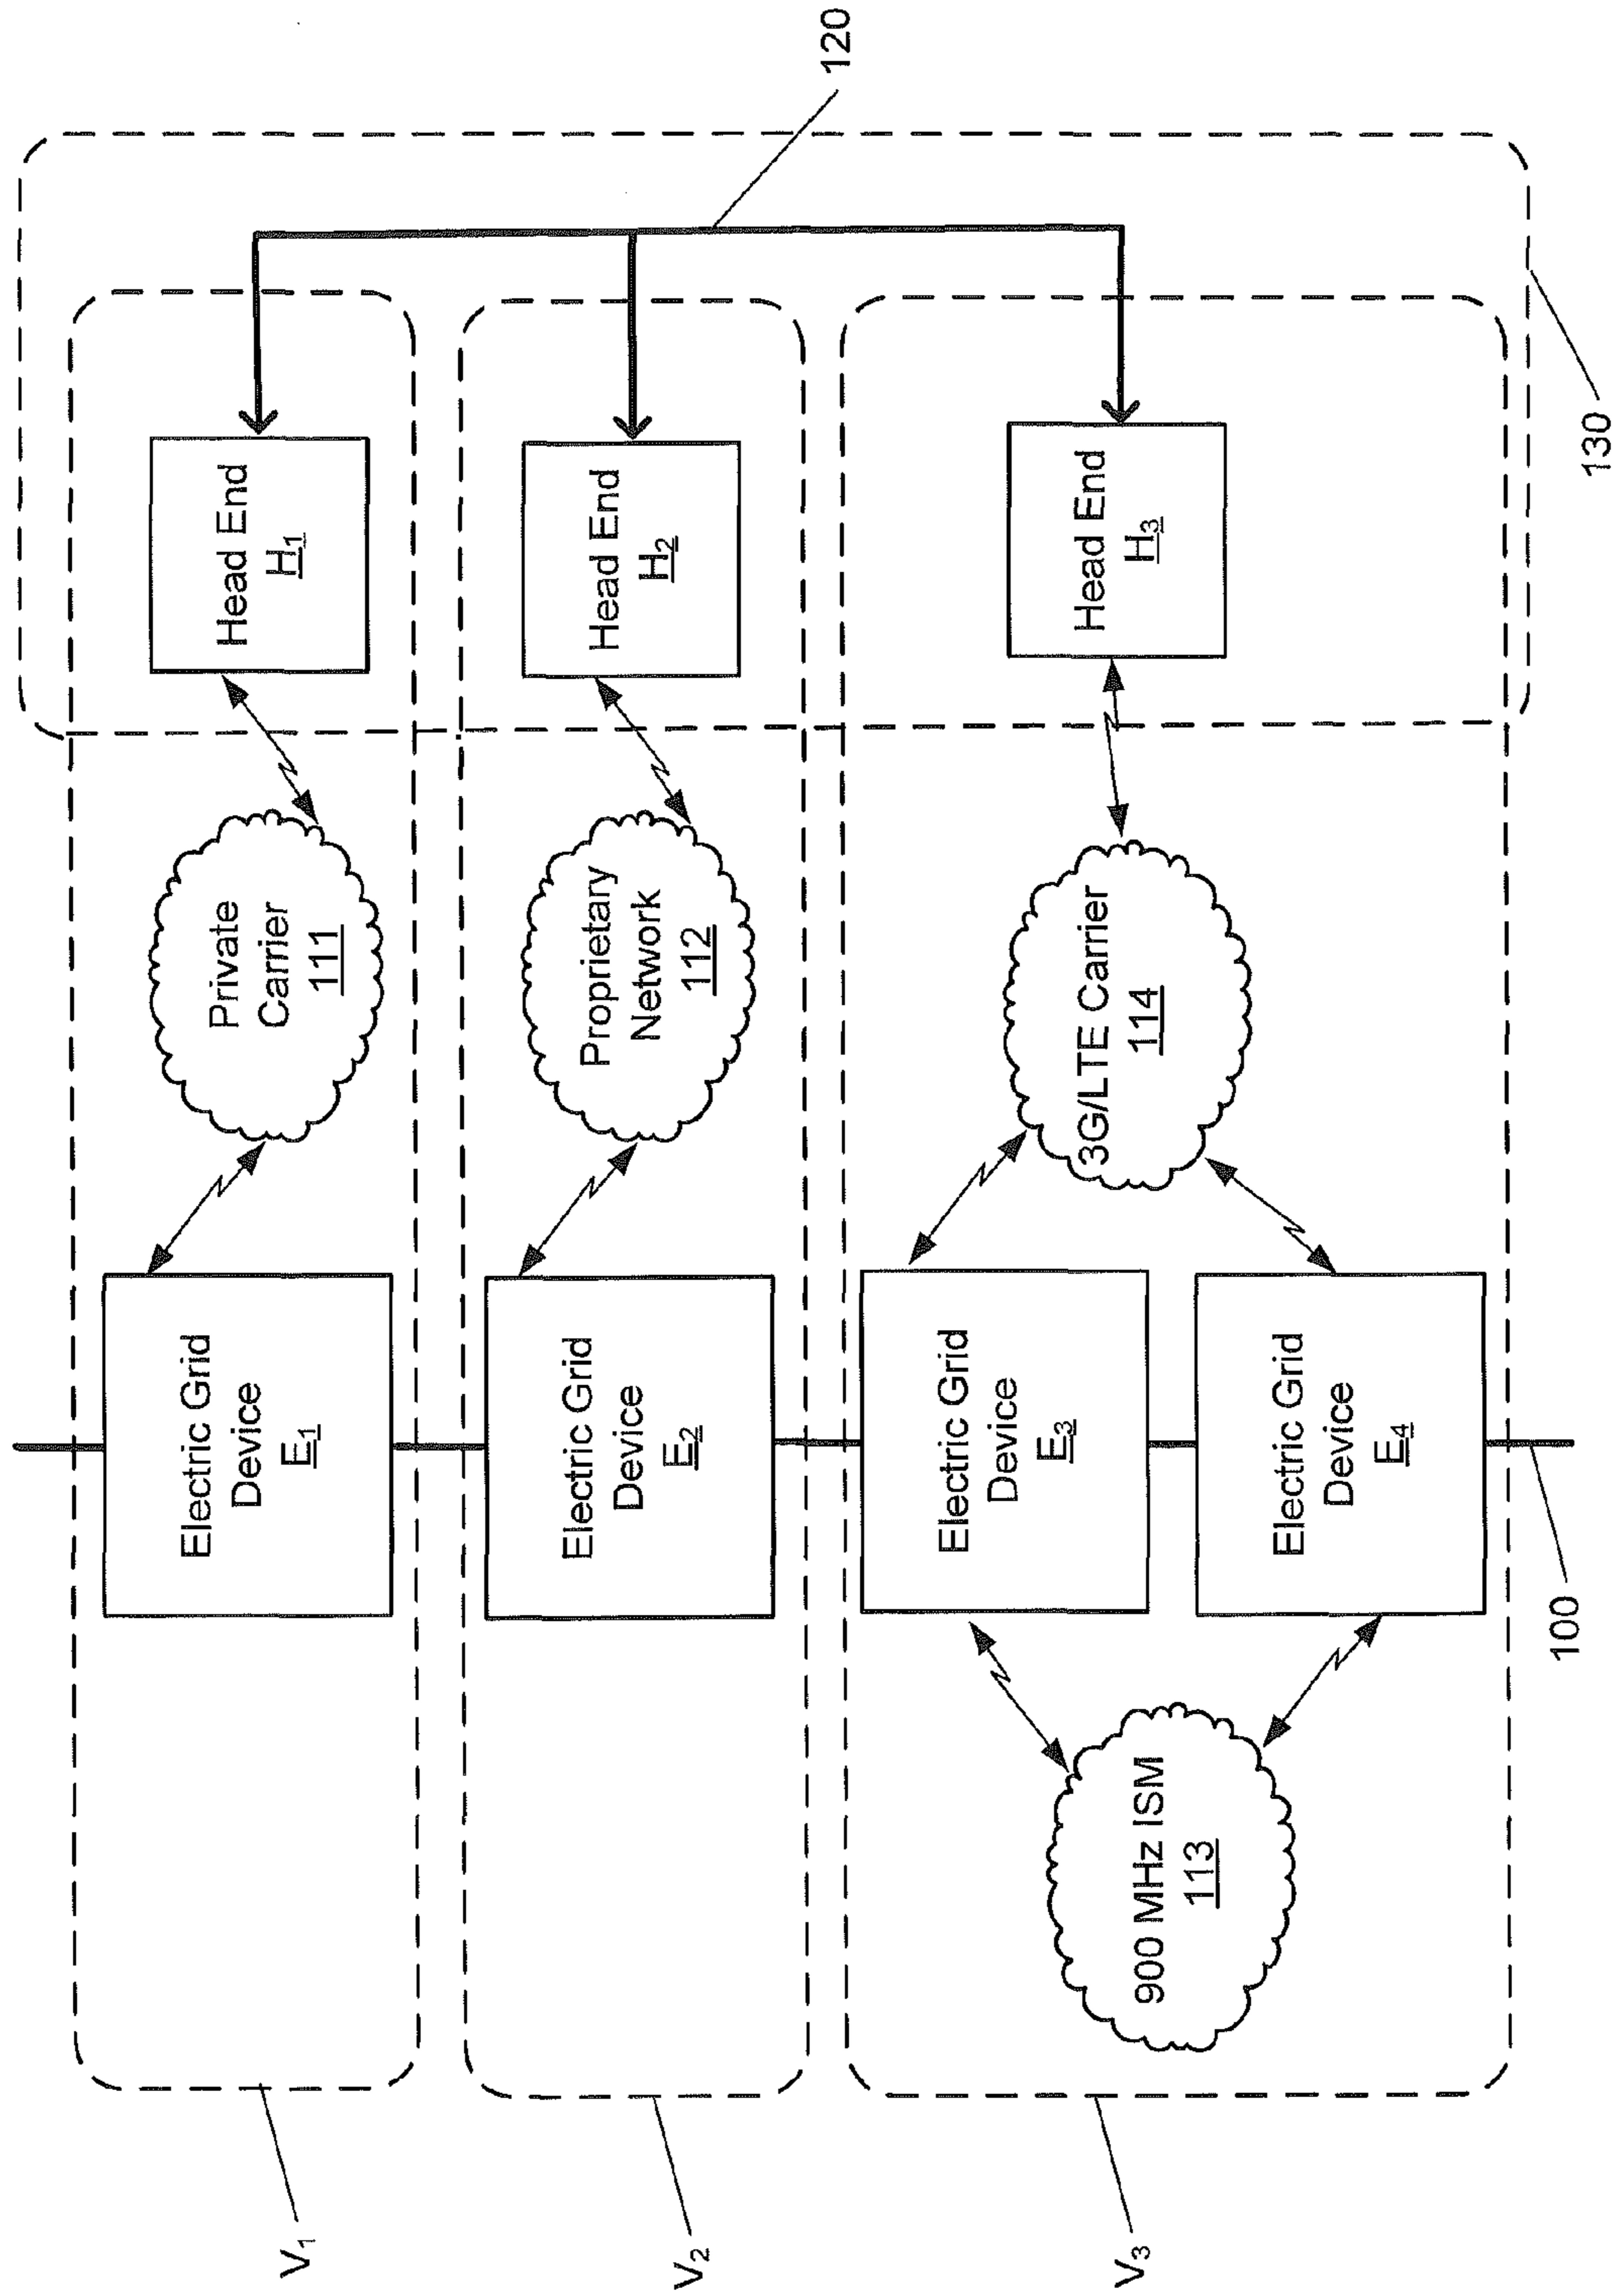 120
130
Head End
H1
Head End
H2
Head End
H3
Private
Carrier
111
Proprietary
Network
112
3G/LTE Carrier
114
Electric Grid
Device
E1
Electric Grid
Device
E2
Electric Grid
Device
E3
Electric Grid
Device
E4
900 MHz ISM
113
100
V1
V2
V3